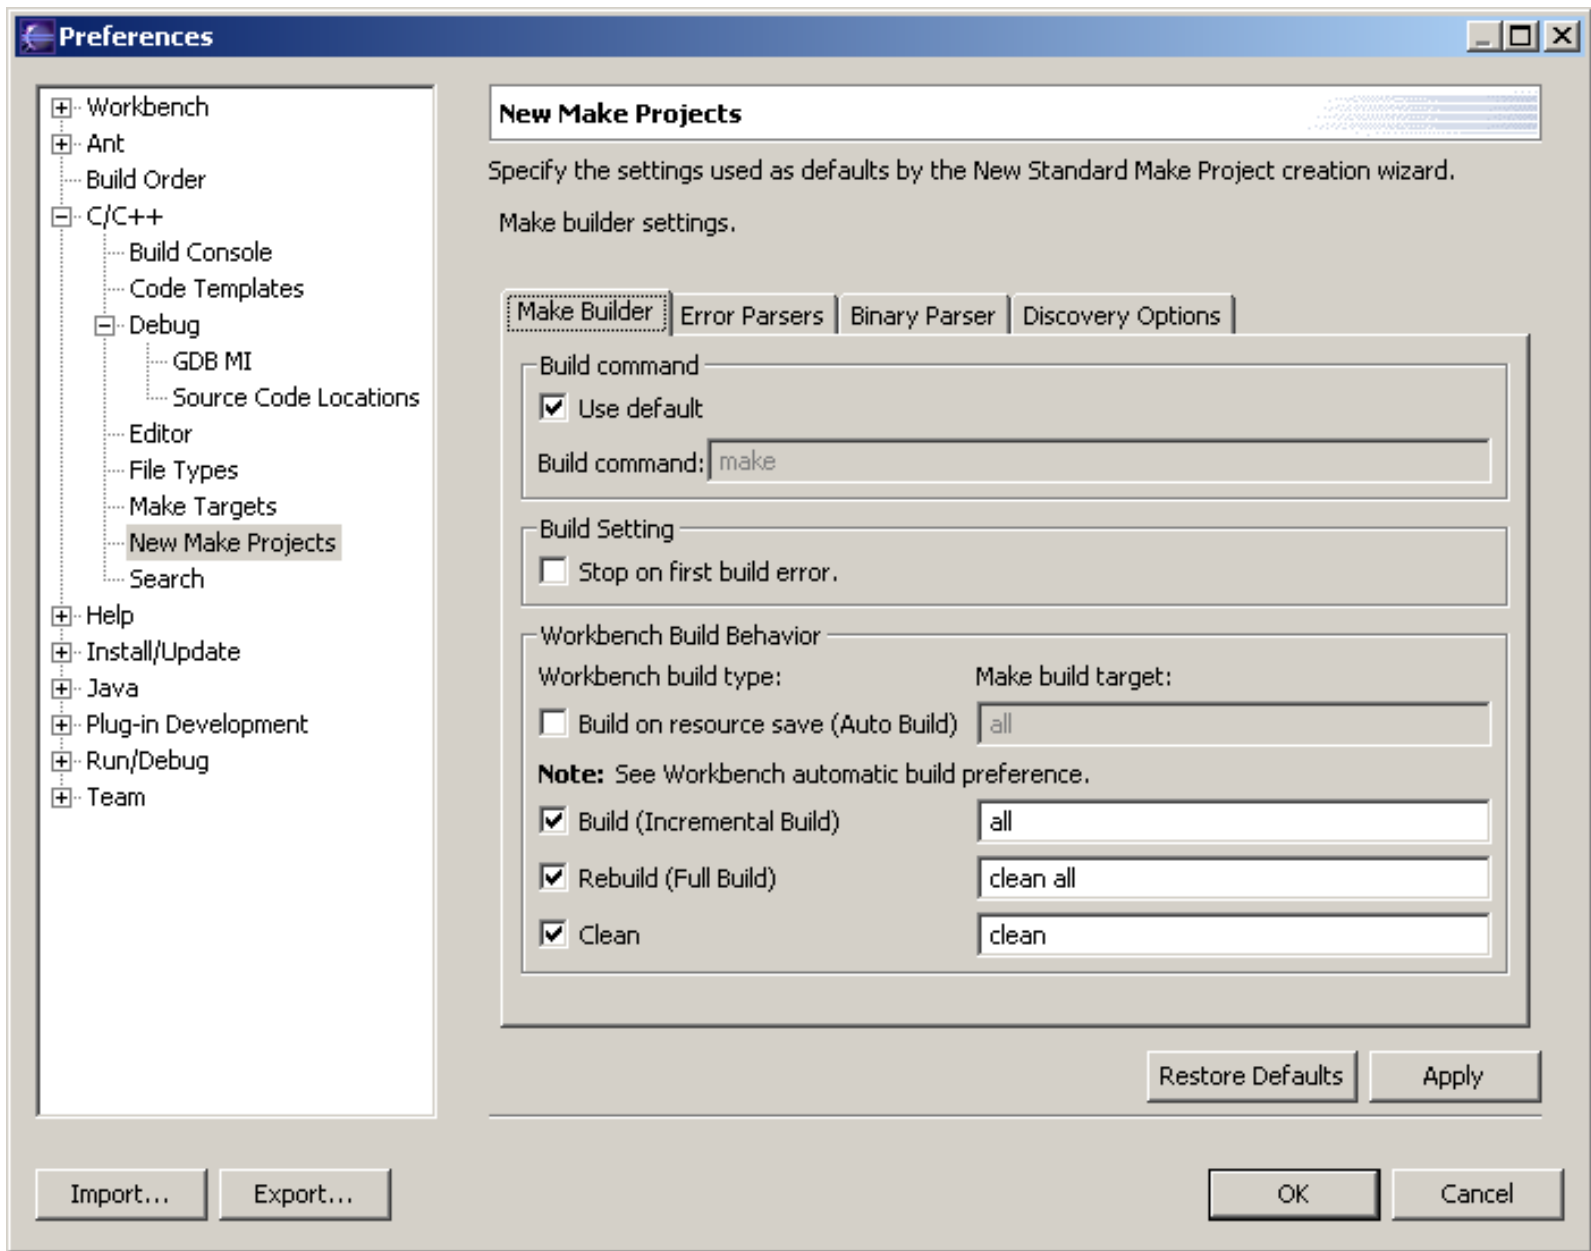 Preferences
Workbench
Ant
Build Order
C/C++
Build Console
Code Templates
Debug
GDB MI
Source Code Locations
Editor
File Types
Make Targets
New Make Projects
Search
Help
Install/Update
Java
Plug-in Development
Run/Debug
Team
New Make Projects
Specify the settings used as defaults by the New Standard Make Project creation wizard.
Make builder settings.
Make Builder Error Parsers Binary Parser Discovery Options
Build command
Use default
Build command: make
Build Setting
Stop on first build error.
Workbench Build Behavior
Workbench build type: Make build target:
Build on resource save (Auto Build) all
Note: See Workbench automatic build preference.
Build (Incremental Build) all
Rebuild (Full Build) clean all
Clean clean
Restore Defaults Apply
Import... Export... OK Cancel